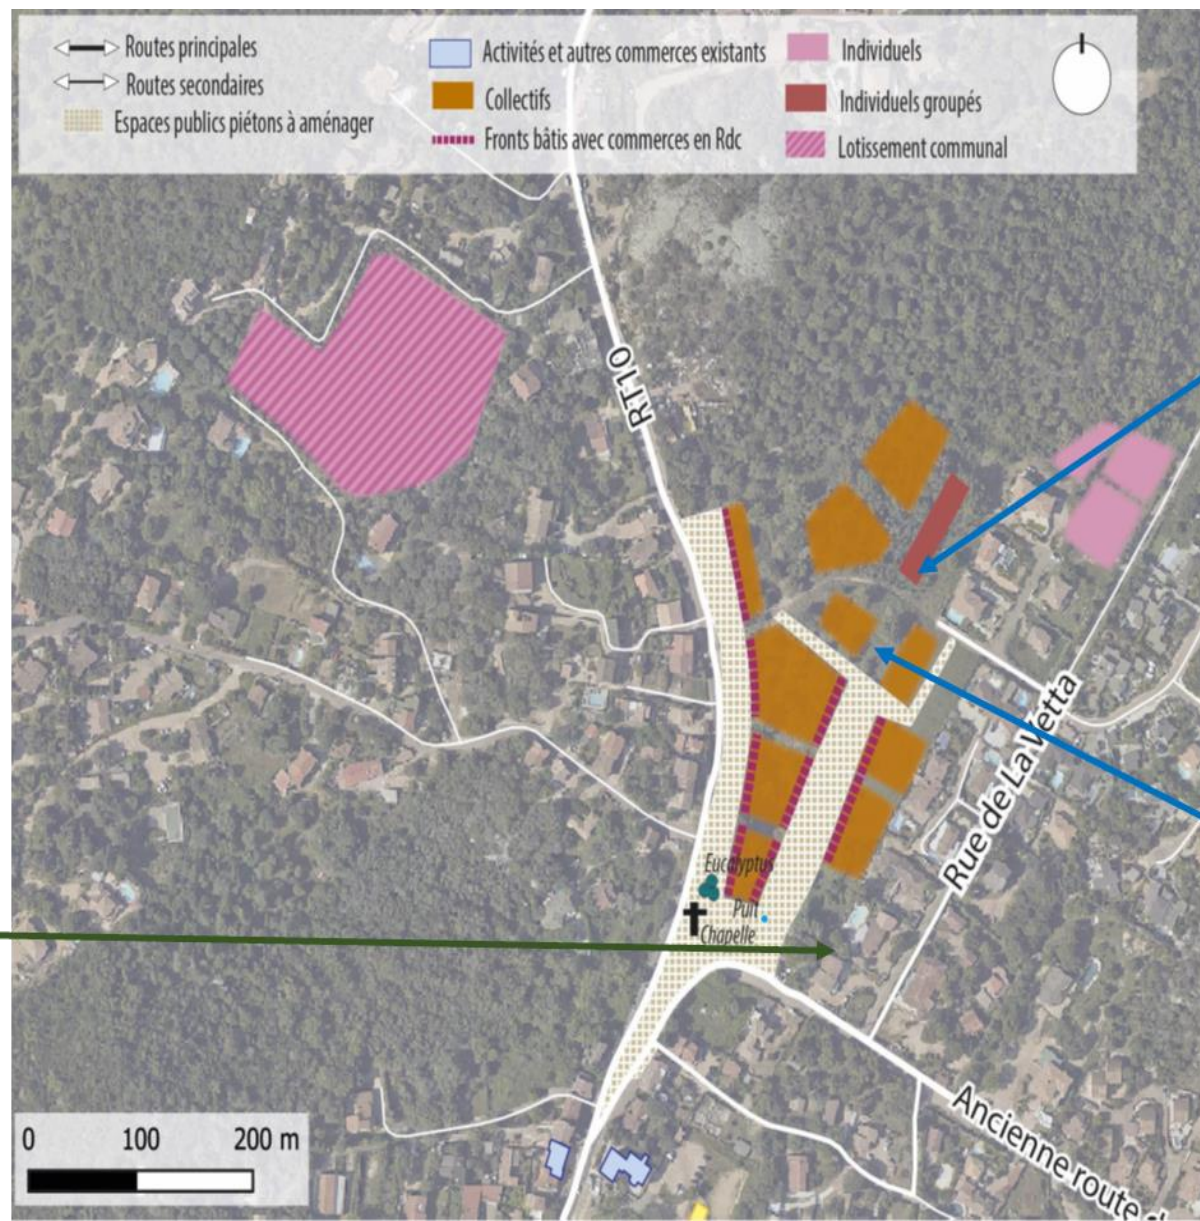 Routes principales
Routes secondaires
Espaces publics piétons à aménager
Activités et autres commerces existants
Collectifs
Fronts bâtis avec commerces en Rdc
Individuels
Individuels groupés
Lotissement communal
RT10
Rue de La Vetta
Eucalyptus
Puit
Chapelle
Ancienne route d
0 100 200 m